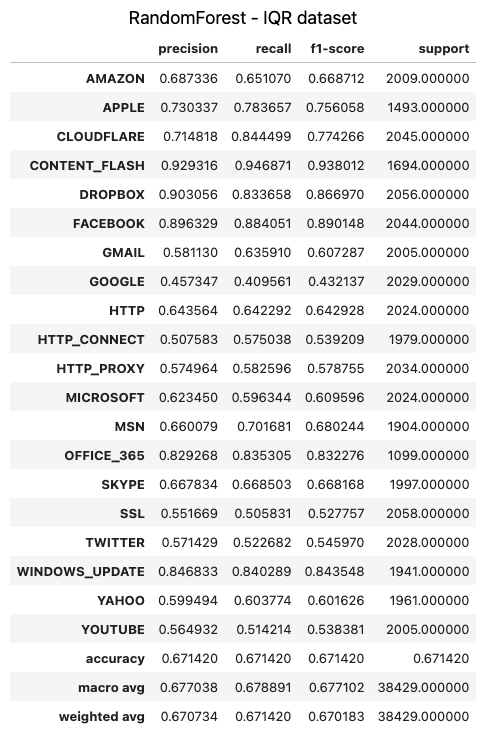 RandomForest - IQR dataset
precision recall f1-score support
AMAZON 0.687336 0.651070 0.668712 2009.000000
APPLE 0.730337 0.783657 0.756058 1493.000000
CLOUDFLARE 0.714818 0.844499 0.774266 2045.000000
CONTENT_FLASH 0.929316 0.946871 0.938012 1694.000000
DROPBOX 0.903056 0.833658 0.866970 2056.000000
FACEBOOK 0.896329 0.884051 0.890148 2044.000000
GMAIL 0.581130 0.635910 0.607287 2005.000000
GOOGLE 0.457347 0.409561 0.432137 2029.000000
HTTP 0.643564 0.642292 0.642928 2024.000000
HTTP_CONNECT 0.507583 0.575038 0.539209 1979.000000
HTTP_PROXY 0.574964 0.582596 0.578755 2034.000000
MICROSOFT 0.623450 0.596344 0.609596 2024.000000
MSN 0.660079 0.701681 0.680244 1904.000000
OFFICE_365 0.829268 0.835305 0.832276 1099.000000
SKYPE 0.667834 0.668503 0.668168 1997.000000
SSL 0.551669 0.505831 0.527757 2058.000000
TWITTER 0.571429 0.522682 0.545970 2028.000000
WINDOWS_UPDATE 0.846833 0.840289 0.843548 1941.000000
YAHOO 0.599494 0.603774 0.601626 1961.000000
YOUTUBE 0.564932 0.514214 0.538381 2005.000000
accuracy 0.671420 0.671420 0.671420 0.671420
macro avg 0.677038 0.678891 0.677102 38429.000000
weighted avg 0.670734 0.671420 0.670183 38429.000000